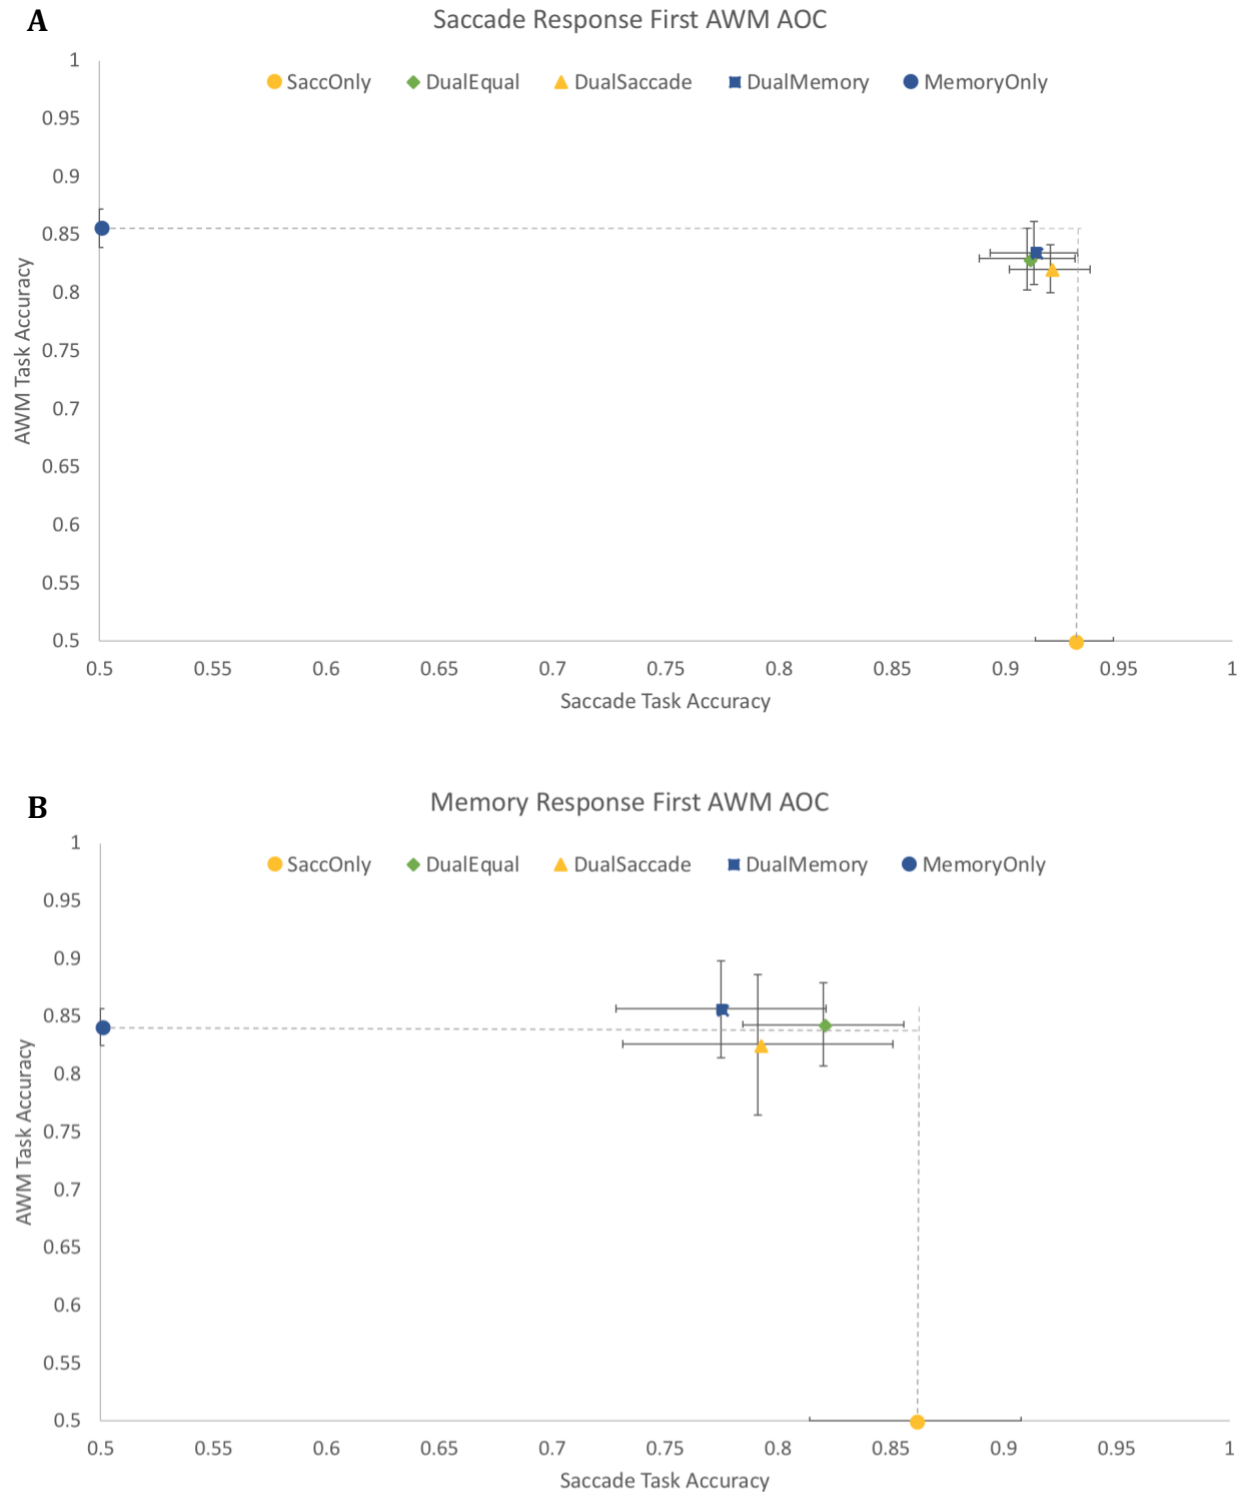 A
Saccade Response First AWM AOC
SaccOnly DualEqual DualSaccade DualMemory MemoryOnly
1
0.95
0.9
0.85
0.8
0.75
0.7
0.65
0.6
0.55
0.5
AWM Task Accuracy
0.5 0.55 0.6 0.65 0.7 0.75 0.8 0.85 0.9 0.95 1
Saccade Task Accuracy
B
Memory Response First AWM AOC
SaccOnly DualEqual DualSaccade DualMemory MemoryOnly
1
0.95
0.9
0.85
0.8
0.75
0.7
0.65
0.6
0.55
0.5
AWM Task Accuracy
0.5 0.55 0.6 0.65 0.7 0.75 0.8 0.85 0.9 0.95 1
Saccade Task Accuracy